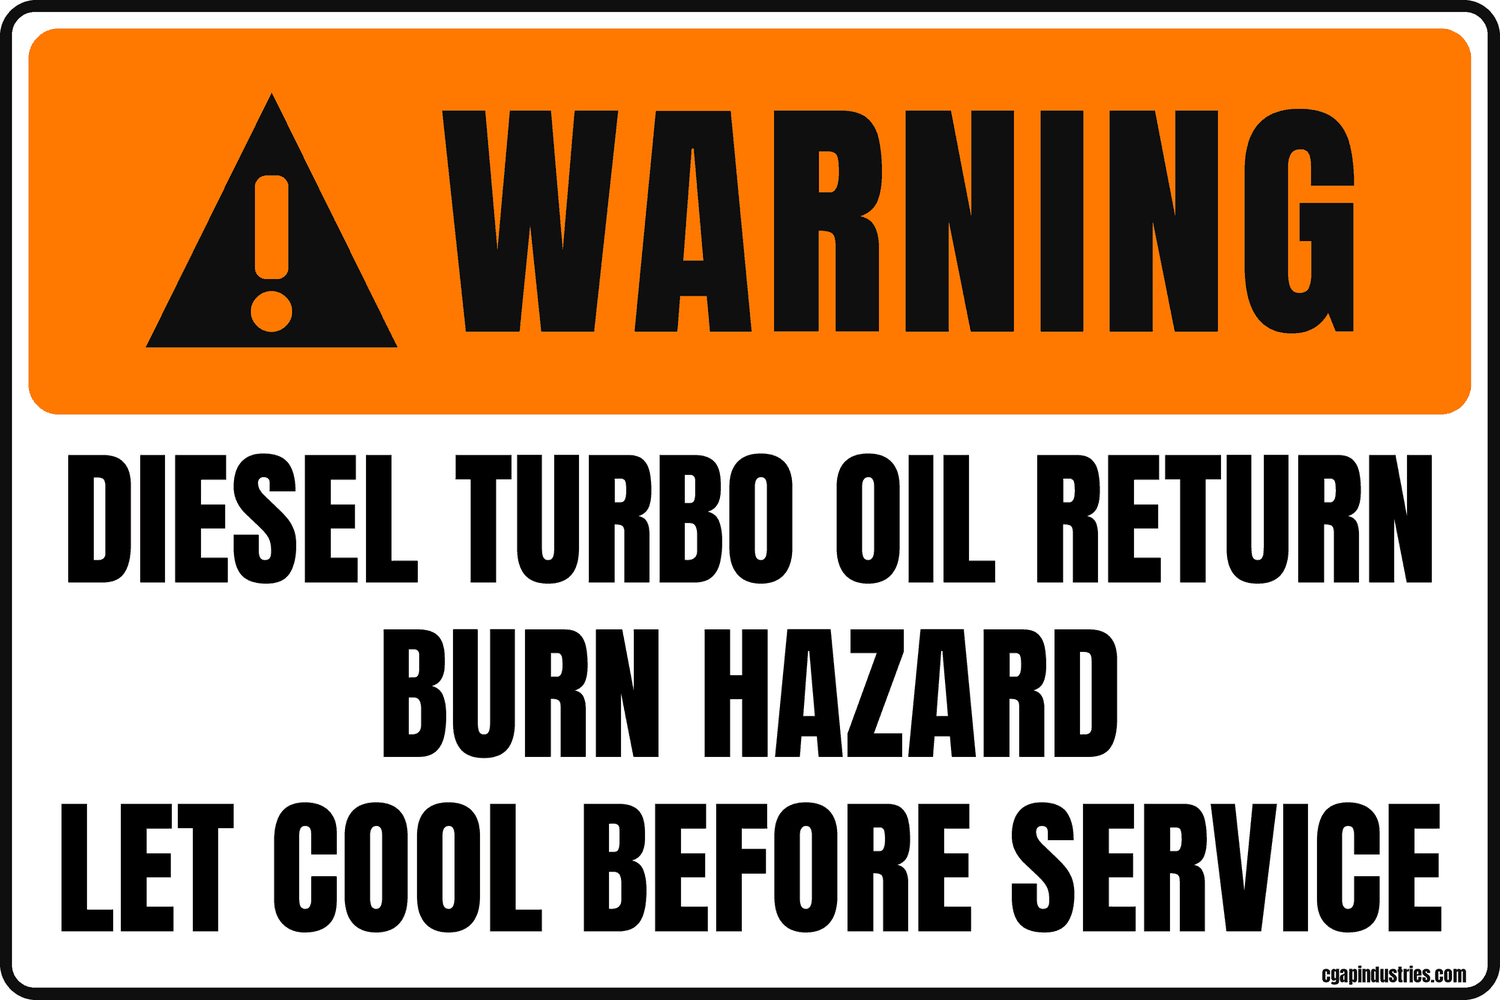 WARNING
DIESEL TURBO OIL RETURN
BURN HAZARD
LET COOL BEFORE SERVICE
cgapindustries.com